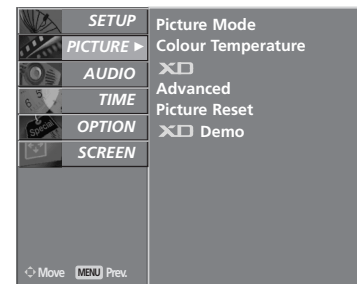 SETUP
PICTURE ►
AUDIO
TIME
OPTION
SCREEN
Move MENU Prev.
Picture Mode
Colour Temperature
XD
Advanced
Picture Reset
XD Demo